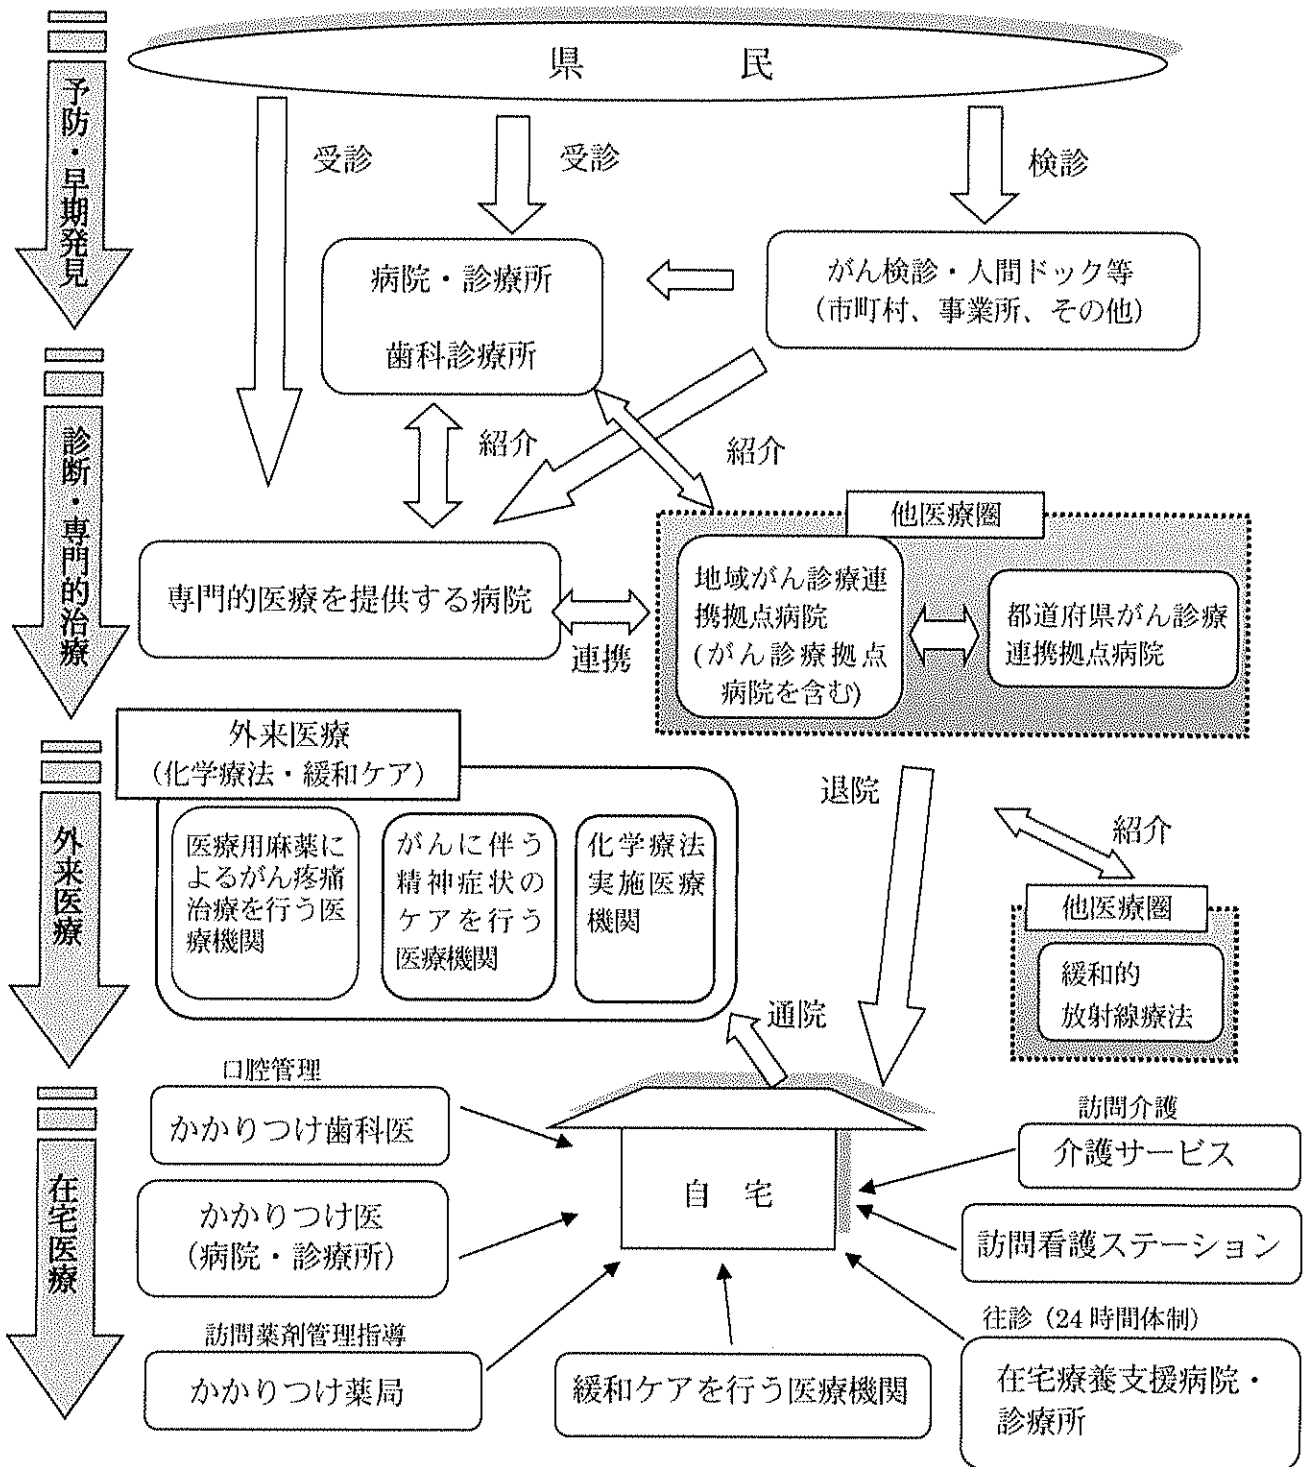 県 民
予防・早期発見
受診
受診
検診
病院・診療所
歯科診療所
がん検診・人間ドック等
（市町村、事業所、その他）
診断・専門的治療
紹介
紹介
他医療圏
専門的医療を提供する病院
連携
地域がん診療連
携拠点病院
(がん診療拠点
病院を含む)
都道府県がん診療
連携拠点病院
外来医療
外来医療
（化学療法・緩和ケア）
医療用麻薬に
よるがん疼痛
治療を行う医
療機関
がんに伴う
精神症状の
ケアを行う
医療機関
化学療法
実施医療
機関
退院
紹介
他医療圏
緩和的
放射線療法
通院
在宅医療
口腔管理
かかりつけ歯科医
かかりつけ医
（病院・診療所）
訪問薬剤管理指導
かかりつけ薬局
自 宅
緩和ケアを行う医療機関
訪問介護
介護サービス
訪問看護ステーション
往診（24 時間体制）
在宅療養支援病院・
診療所